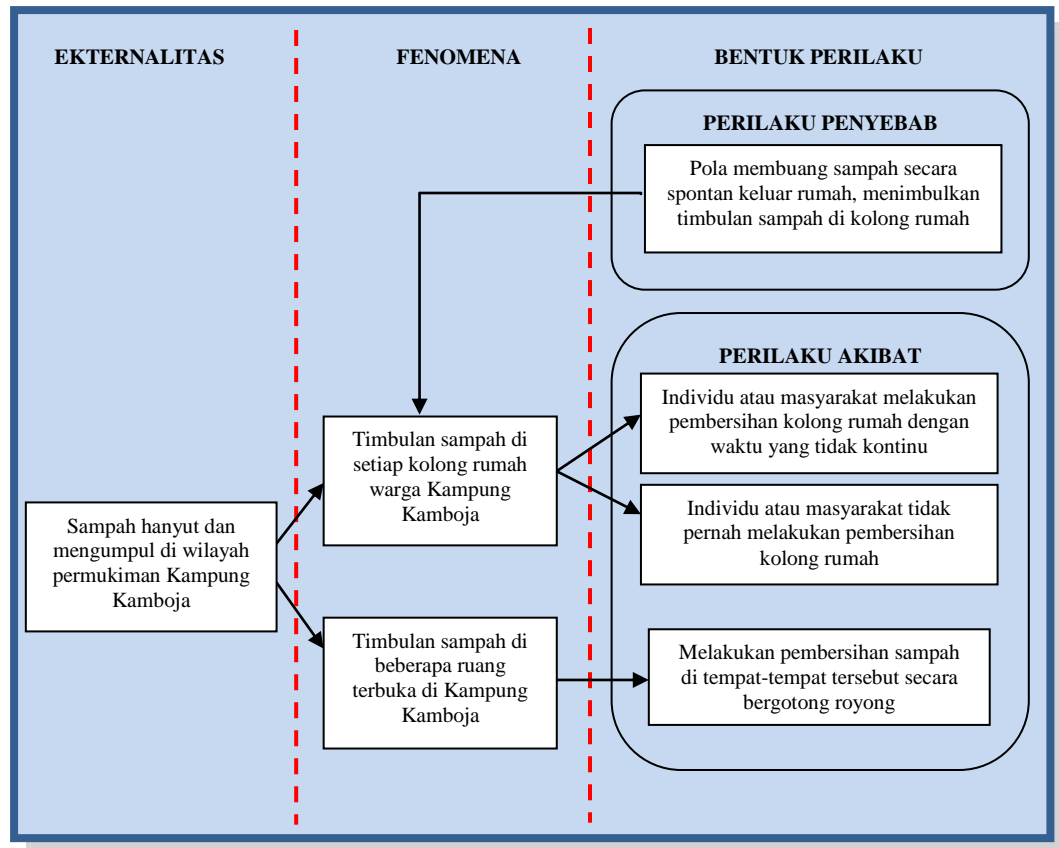 EKTERNALITAS
FENOMENA
BENTUK PERILAKU
PERILAKU PENYEBAB
Pola membuang sampah secara
spontan keluar rumah, menimbulkan
timbulan sampah di kolong rumah
PERILAKU AKIBAT
Individu atau masyarakat melakukan
pembersihan kolong rumah dengan
waktu yang tidak kontinu
Timbulan sampah di
setiap kolong rumah
warga Kampung
Kamboja
Individu atau masyarakat tidak
pernah melakukan pembersihan
kolong rumah
Sampah hanyut dan
mengumpul di wilayah
permukiman Kampung
Kamboja
Timbulan sampah di
beberapa ruang
terbuka di Kampung
Kamboja
Melakukan pembersihan sampah
di tempat-tempat tersebut secara
bergotong royong